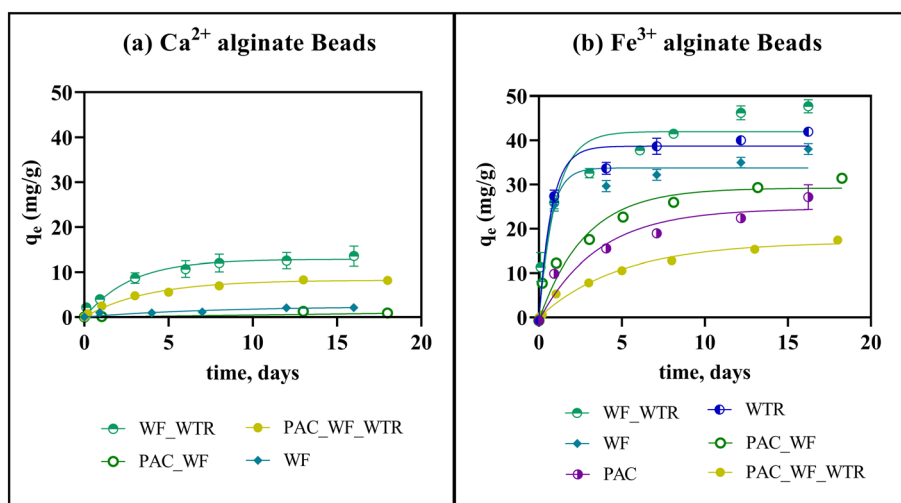 (a) Ca2+ alginate Beads
50
40
30
20
10
0
qe (mg/g)
0 5 10 15 20
time, days
WF_WTR PAC_WF_WTR
PAC_WF WF
(b) Fe3+ alginate Beads
50
40
30
20
10
0
qe (mg/g)
0 5 10 15 20
time, days
WF_WTR WTR
WF PAC_WF
PAC PAC_WF_WTR